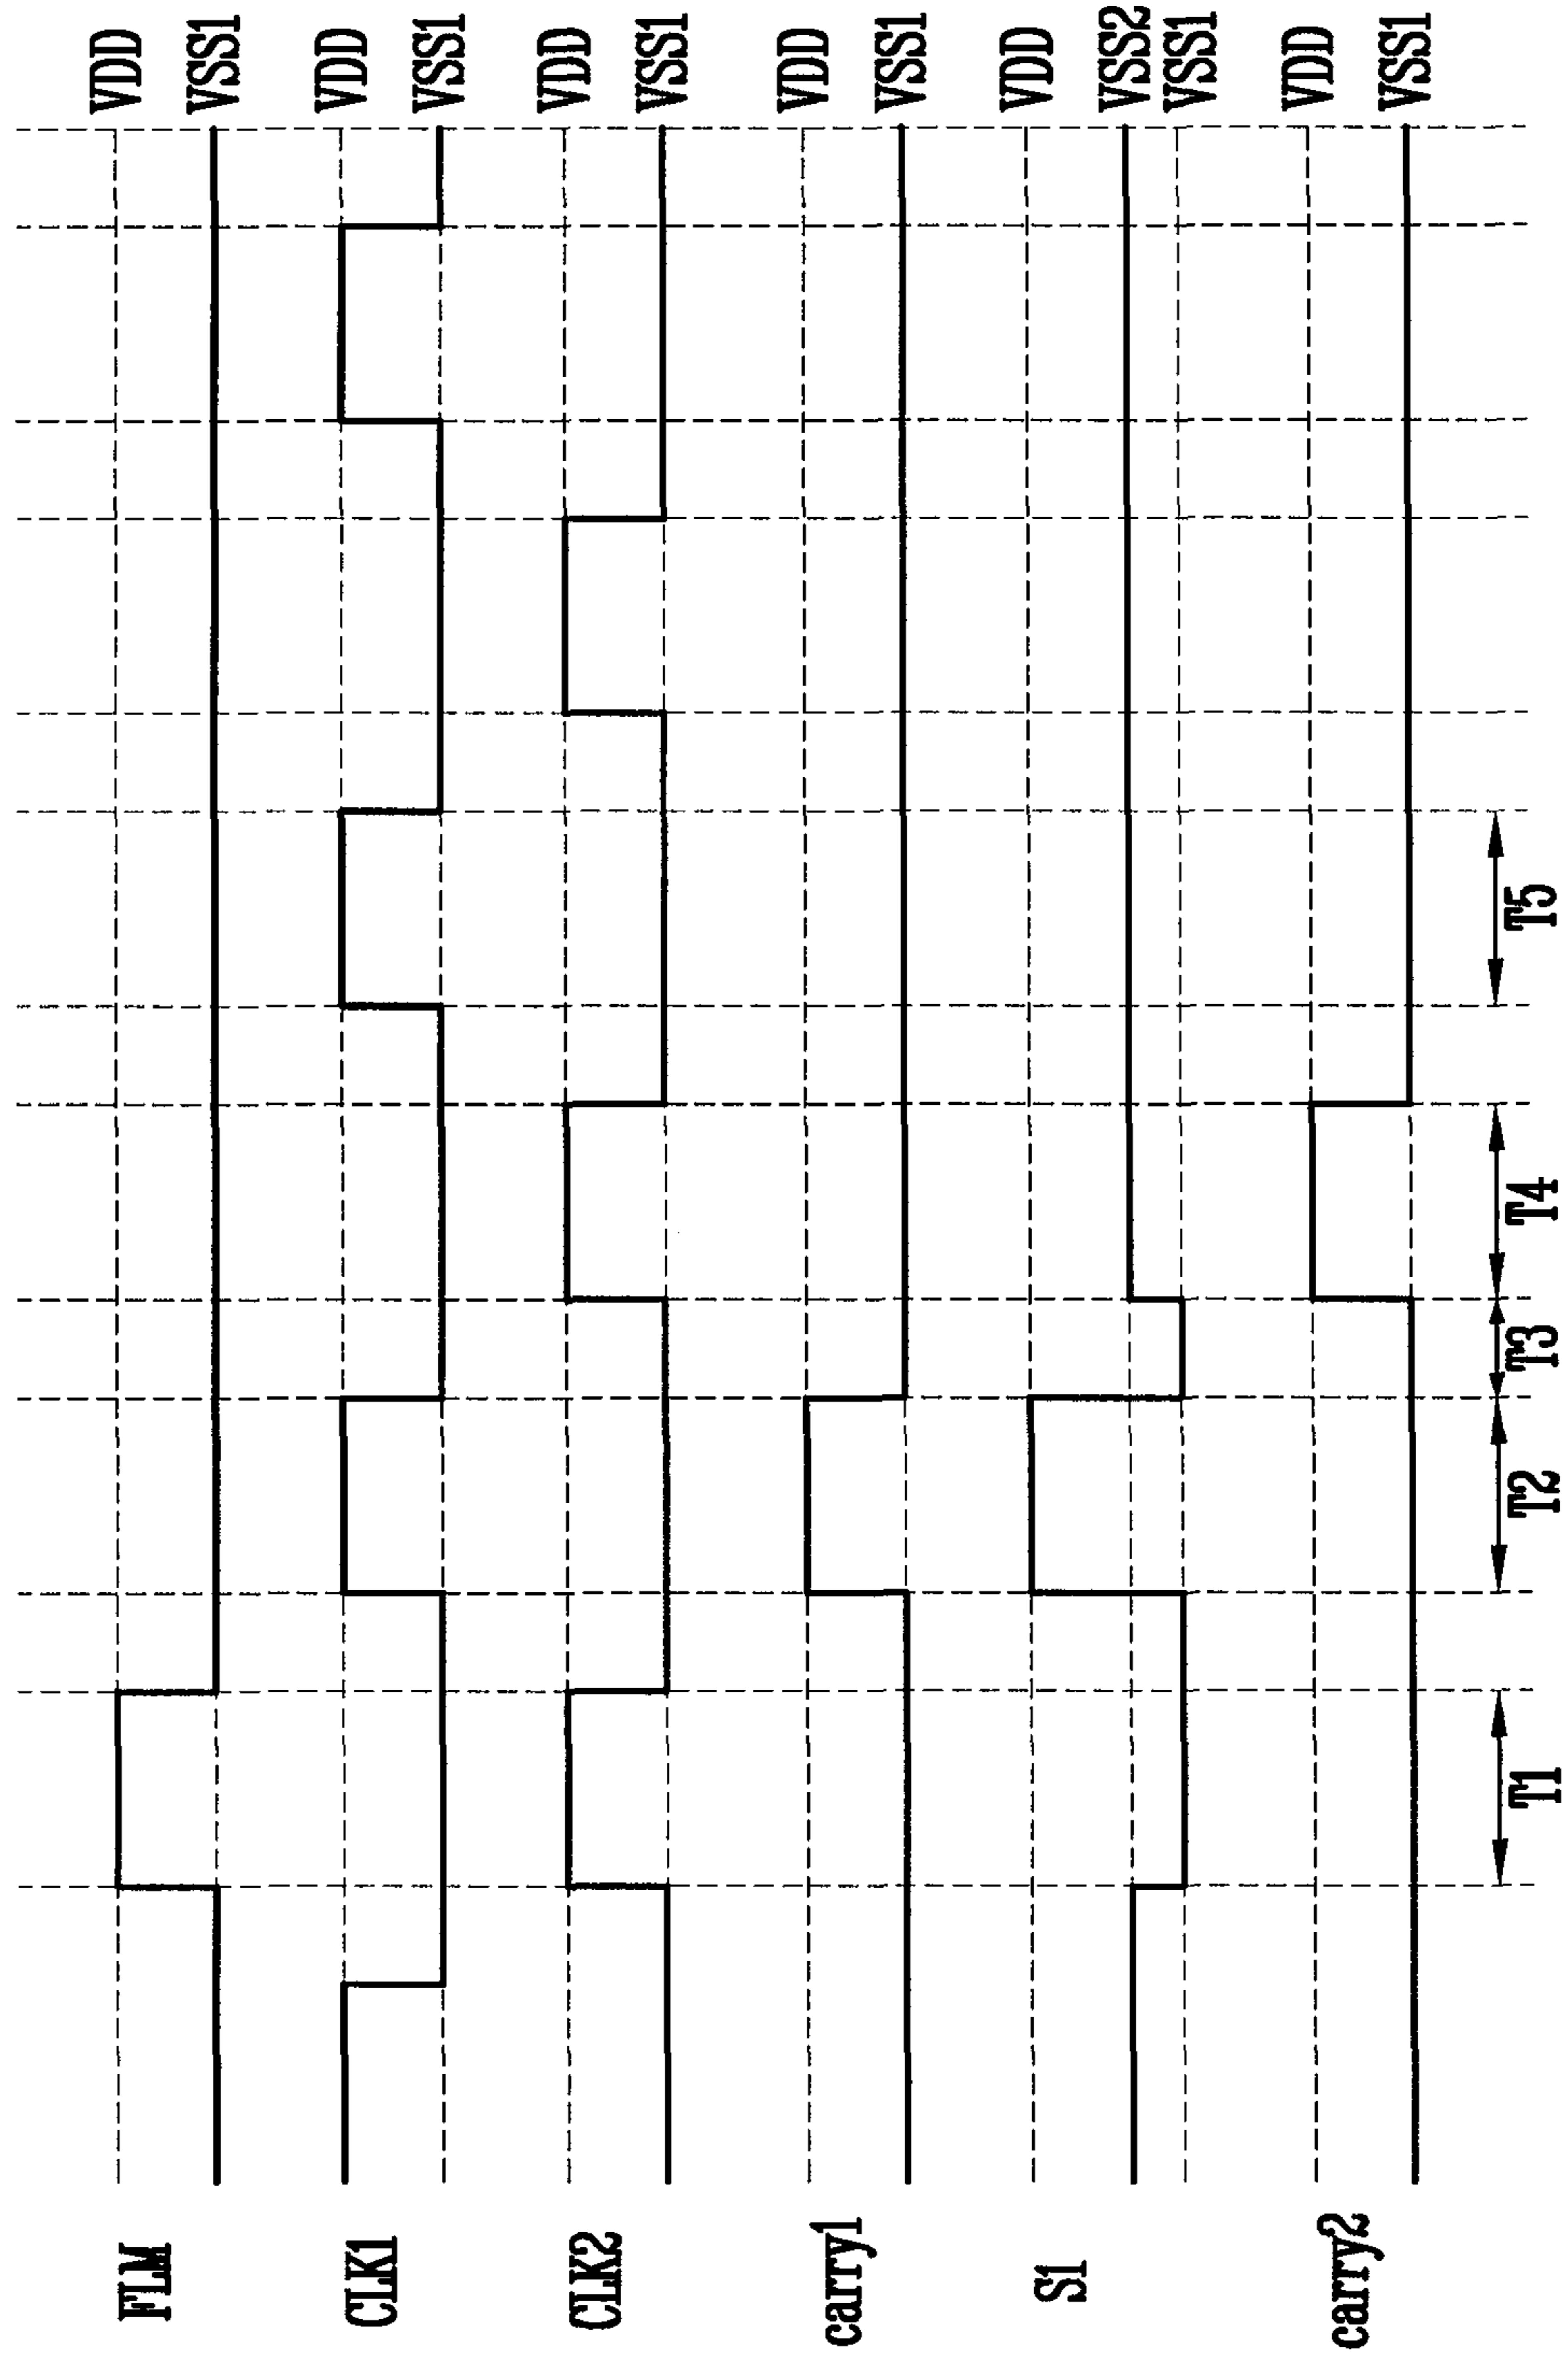 FLM
VDD
VSS1
CLK1
VDD
VSS1
CLK2
VDD
VSS1
carry1
VDD
VSS1
S1
VDD
VSS2
VSS1
carry2
VDD
VSS1
T1
T2
T3
T4
T5